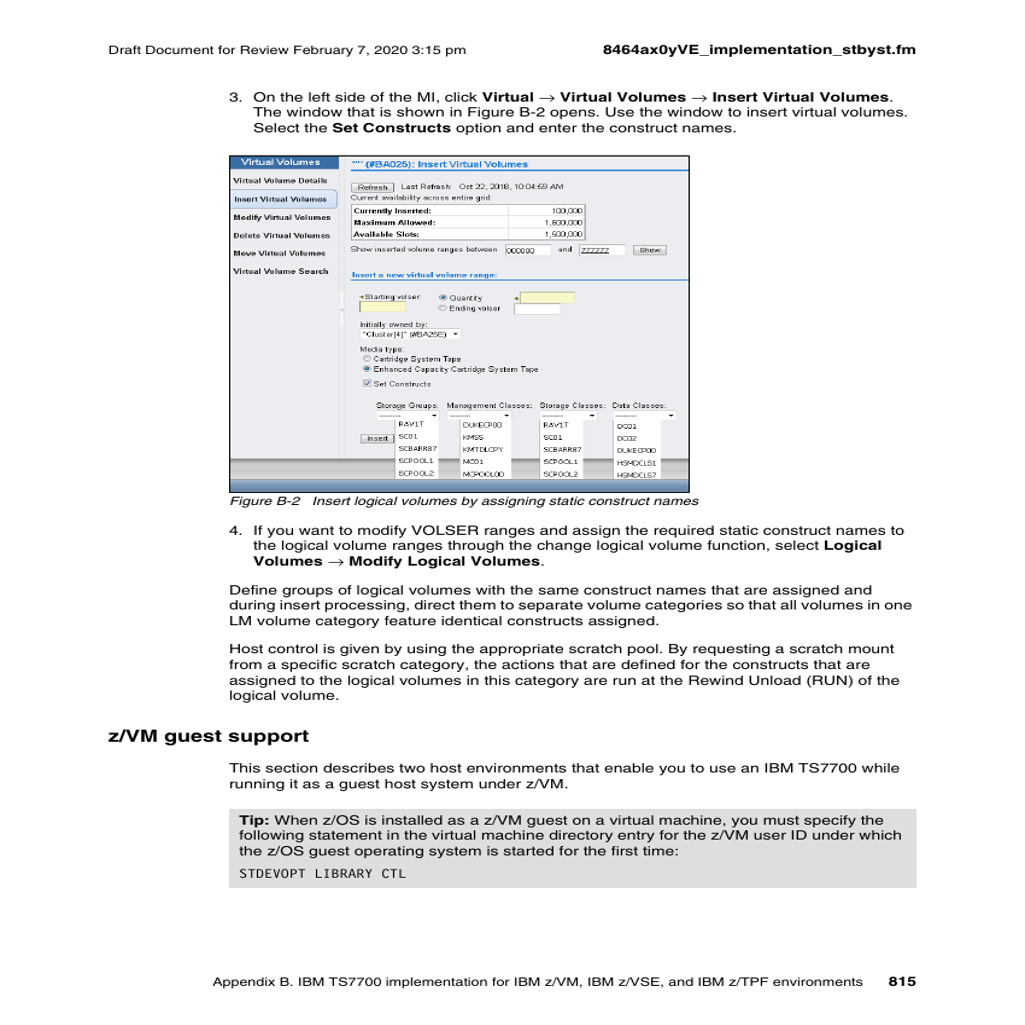 Draft Document for Review February 7, 2020 3:15 pm 8464ax0yVE_implementation_stbyst.fm
3. On the left side of the MI, click Virtual → Virtual Volumes → Insert Virtual Volumes.
The window that is shown in Figure B-2 opens. Use the window to insert virtual volumes.
Select the Set Constructs option and enter the construct names.
Virtual Volumes
Virtual Volume Details
Insert Virtual Volumes
Modify Virtual Volumes
Delete Virtual Volumes
Move Virtual Volumes
Virtual Volume Search
"" (#BA025): Insert Virtual Volumes
Refresh Last Refresh: Oct 22, 2018, 10:04:59 AM
Current availability across entire grid
Currently Inserted: 100,000
Maximum Allowed: 1,600,000
Available Slots: 1,500,000
Show inserted volume ranges between 000000 and ZZZZZZ Show
Insert a new virtual volume range:
*Starting volser: Quantity *
Ending volser
Initially owned by:
"Cluster[4]" (#BA25E)
Media type:
Cartridge System Tape
Enhanced Capacity Cartridge System Tape
Set Constructs
Storage Groups: Management Classes: Storage Classes: Data Classes:
-------- -------- -------- --------
RAV1T DUKECP00 RAV1T DC01
Insert SC01 KMSS SC01 DC02
SCBARR87 KMTDLCPY SCBARR87 DUKECP00
SCPOOL1 MC01 SCPOOL1 HSMDCLS1
SCPOOL2 MCPOOL00 SCPOOL2 HSMDCLS7
Figure B-2 Insert logical volumes by assigning static construct names
4. If you want to modify VOLSER ranges and assign the required static construct names to
the logical volume ranges through the change logical volume function, select Logical
Volumes → Modify Logical Volumes.
Define groups of logical volumes with the same construct names that are assigned and
during insert processing, direct them to separate volume categories so that all volumes in one
LM volume category feature identical constructs assigned.
Host control is given by using the appropriate scratch pool. By requesting a scratch mount
from a specific scratch category, the actions that are defined for the constructs that are
assigned to the logical volumes in this category are run at the Rewind Unload (RUN) of the
logical volume.
z/VM guest support
This section describes two host environments that enable you to use an IBM TS7700 while
running it as a guest host system under z/VM.
Tip: When z/OS is installed as a z/VM guest on a virtual machine, you must specify the
following statement in the virtual machine directory entry for the z/VM user ID under which
the z/OS guest operating system is started for the first time:
STDEVOPT LIBRARY CTL
Appendix B. IBM TS7700 implementation for IBM z/VM, IBM z/VSE, and IBM z/TPF environments 815